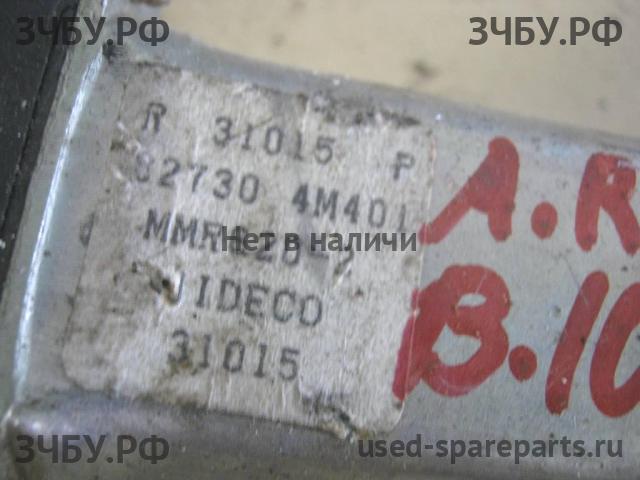 ЗЧБУ.РФ ЗЧБУ.РФ
R 31015 P
82730 4M401
Нет в наличи
JIDECO
31015
A.R
B.10
ЗЧБУ.РФ used-spareparts.ru